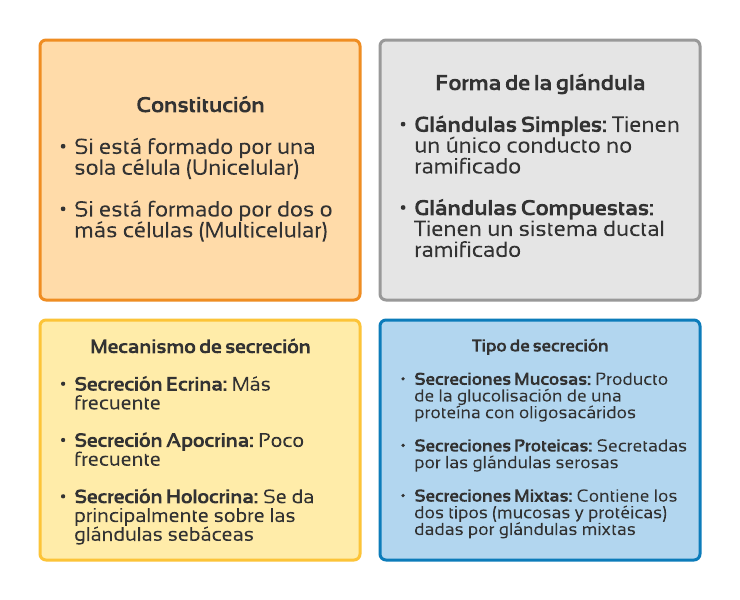 Constitución
• Si está formado por una
sola célula (Unicelular)
• Si está formado por dos o
más células (Multicelular)
Forma de la glándula
• Glándulas Simples: Tienen
un único conducto no
ramificado
• Glándulas Compuestas:
Tienen un sistema ductal
ramificado
Mecanismo de secreción
• Secreción Ecrina: Más
frecuente
• Secreción Apocrina: Poco
frecuente
• Secreción Holocrina: Se da
principalmente sobre las
glándulas sebáceas
Tipo de secreción
• Secreciones Mucosas: Producto
de la glucolisación de una
proteína con oligosacáridos
• Secreciones Proteicas: Secretadas
por las glándulas serosas
• Secreciones Mixtas: Contiene los
dos tipos (mucosas y protéicas)
dadas por glándulas mixtas